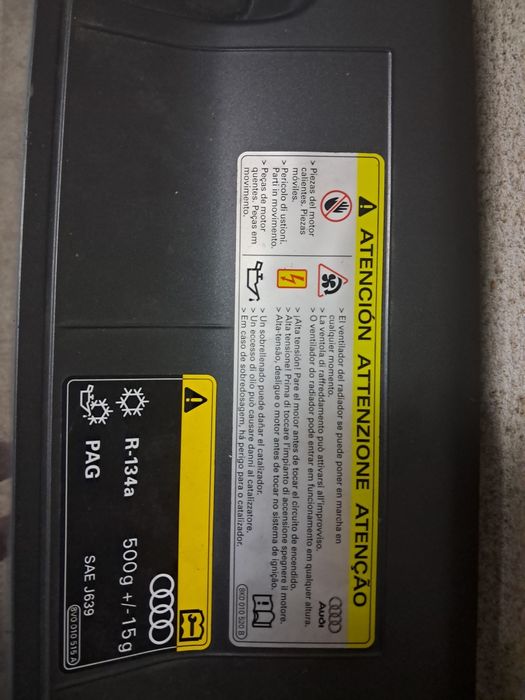 ATENCIÓN ATTENZIONE ATENÇÃO
> Piezas del motor
calientes. Piezas
móviles.
> Pericolo di ustioni.
Parti in movimento.
> Peças de motor
quentes. Peças em
movimento.
> El ventilador del radiador se puede poner en marcha en
cualquier momento.
> La ventola di raffreddamento può attivarsi all'improvviso.
> O ventilador do radiador pode entrar em funcionamento em qualquer altura.
> ¡Alta tensión! Pare el motor antes de tocar el circuito de encendido.
> Alta tensione! Prima di toccare l'impianto di accensione spegnere il motore.
> Alta-tensão, desligue o motor antes de tocar no sistema de ignição.
> Un sobrellenado puede dañar el catalizador.
> Un eccesso di olio può causare danni al catalizzatore.
> Em caso de sobredosagem, há perigo para o catalizador.
Audi
8K0 010 520 B
R-134a 500g +/-15g
PAG SAE J639
8V0 010 515 A